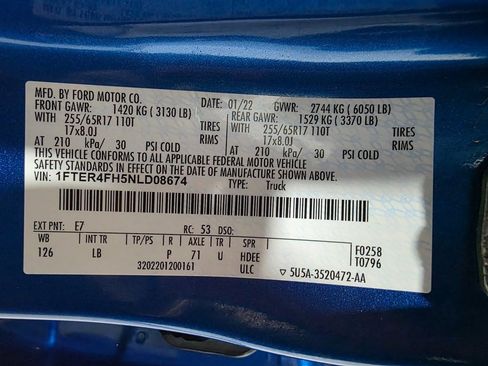 MFD. BY FORD MOTOR CO.
DATE: 01/22 GVWR: 2744 KG ( 6050 LB)
FRONT GAWR: 1420 KG ( 3130 LB) REAR GAWR: 1529 KG ( 3370 LB)
WITH 255/65R17 110T TIRES WITH 255/65R17 110T TIRES
17x8.0J RIMS 17x8.0J RIMS
AT 210 kPa/ 30 PSI COLD AT 210 kPa/ 30 PSI COLD
THIS VEHICLE CONFORMS TO ALL APPLICABLE FEDERAL MOTOR VEHICLE
SAFETY STANDARDS IN EFFECT ON THE DATE OF MANUFACTURE SHOWN ABOVE.
VIN: 1FTER4FH5NLD08674 TYPE: Truck
EXT PNT: E7 RC: 53 DSO:
WB INT TR TP/PS R AXLE TR SPR F0258
126 LB P 71 U HDEE T0796
3202201200161 ULC ▽ 5U5A-3520472-AA